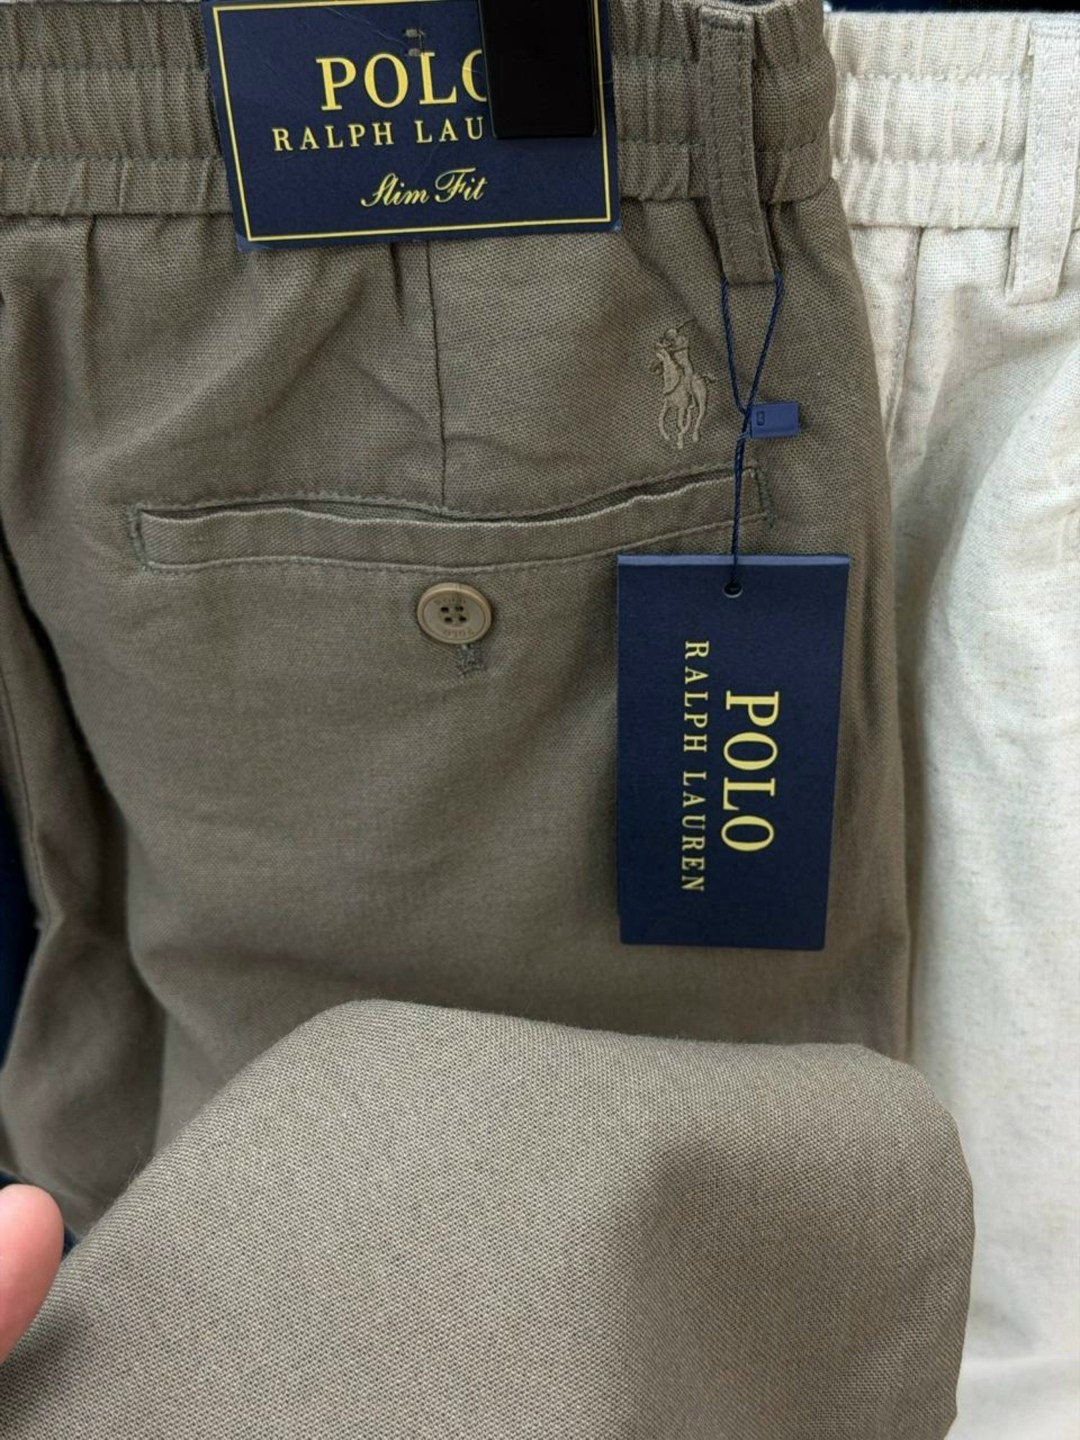 POLO
RALPH LAU
Slim Fit
POLO
RALPH LAUREN